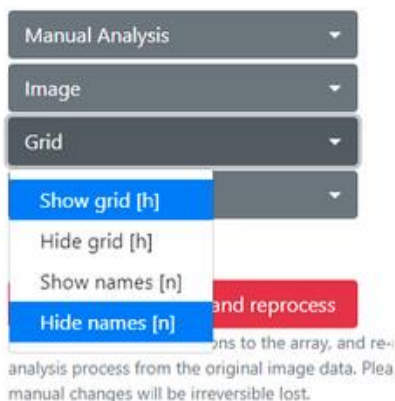 Manual Analysis
Image
Grid
Show grid [h]
Hide grid [h]
Show names [n]
Hide names [n]
and reprocess
ons to the array, and re-
analysis process from the original image data. Plea
manual changes will be irreversible lost.